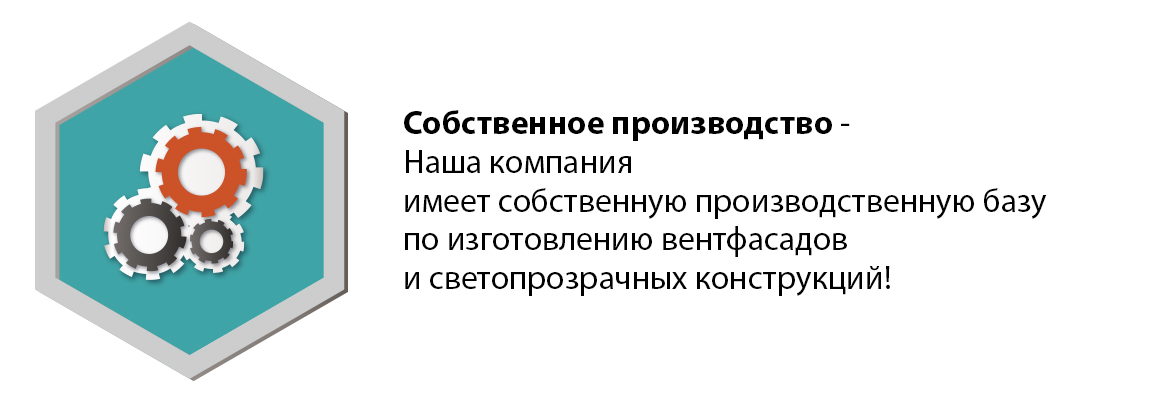 Собственное производство -
Наша компания
имеет собственную производственную базу
по изготовлению вентфасадов
и светопрозрачных конструкций!